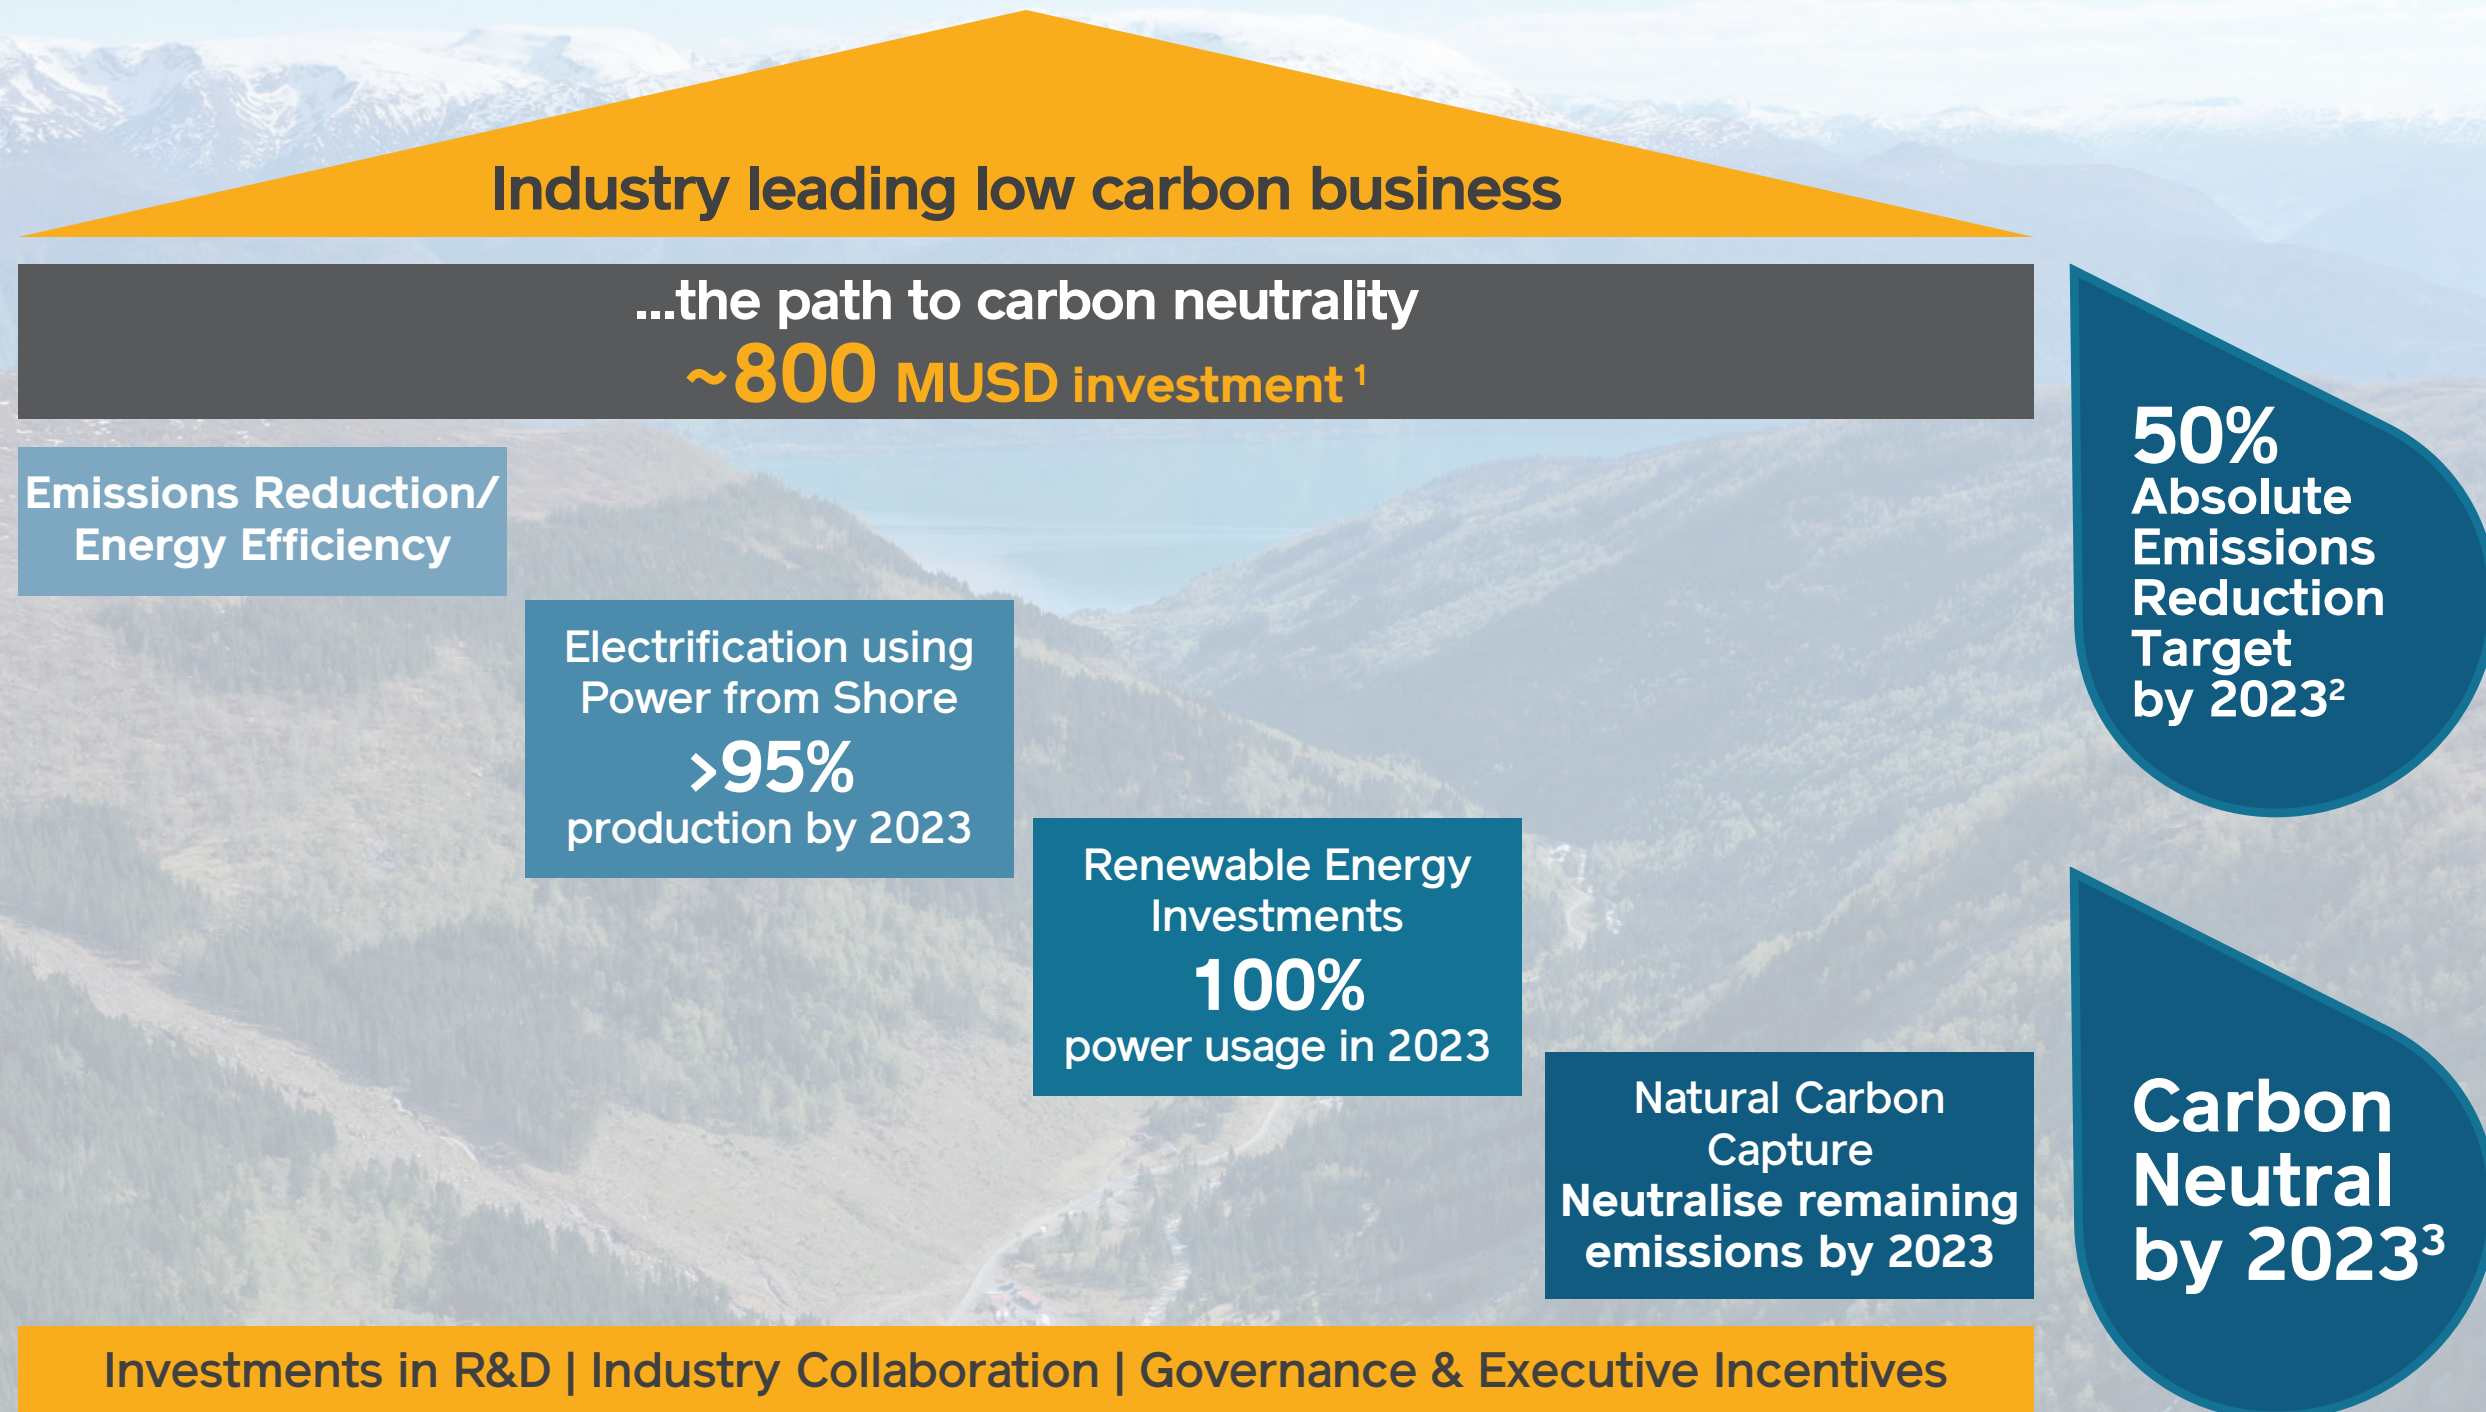 Industry leading low carbon business
...the path to carbon neutrality
~800 MUSD investment ¹
Emissions Reduction/
Energy Efficiency
Electrification using
Power from Shore
>95%
production by 2023
Renewable Energy
Investments
100%
power usage in 2023
Natural Carbon
Capture
Neutralise remaining
emissions by 2023
50%
Absolute
Emissions
Reduction
Target
by 2023²
Carbon
Neutral
by 2023³
Investments in R&D | Industry Collaboration | Governance & Executive Incentives